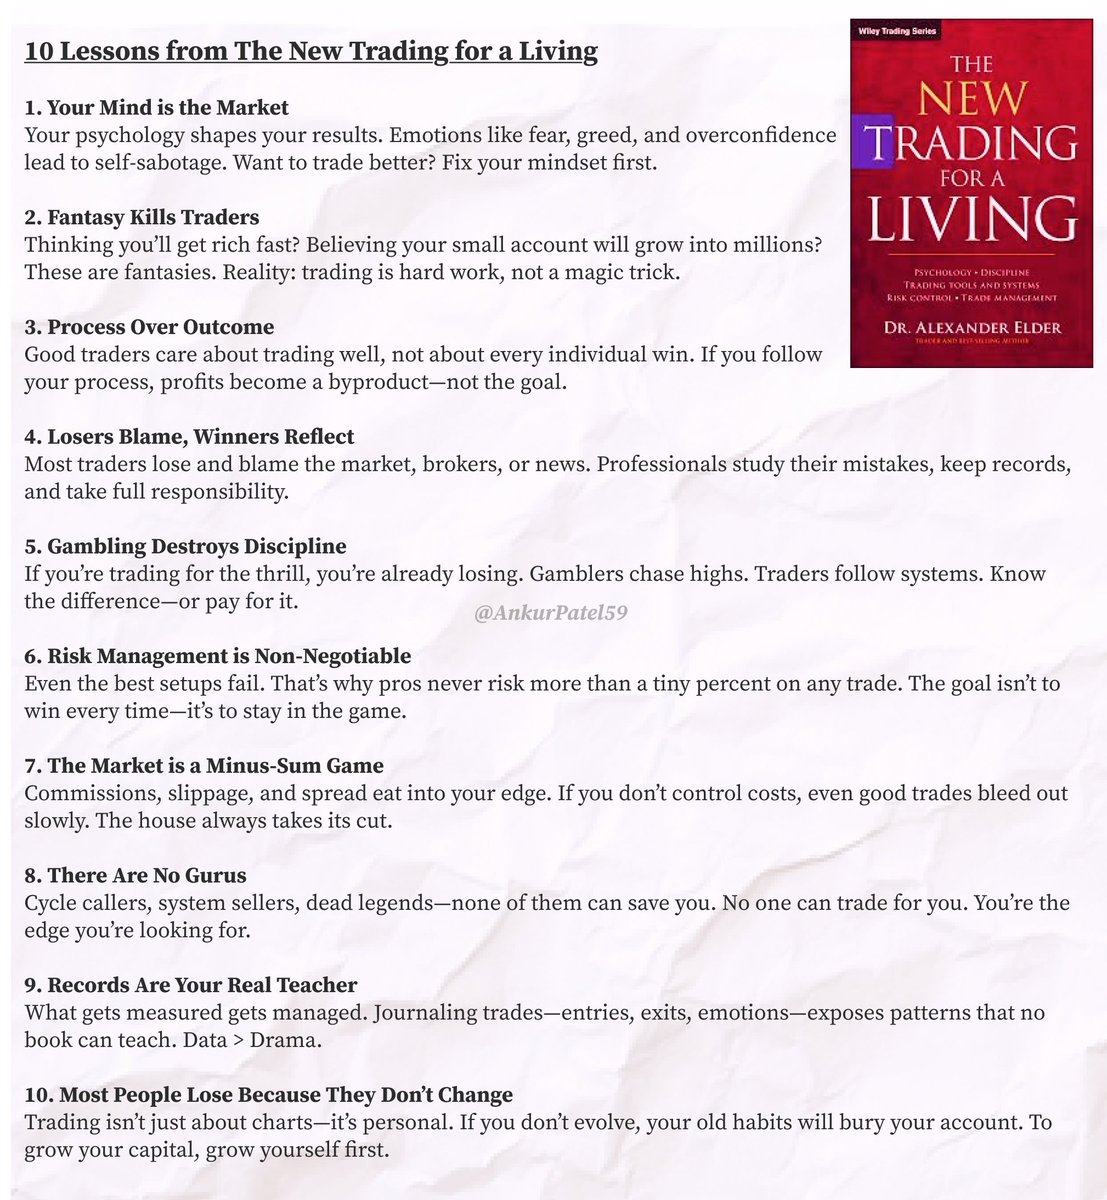 10 Lessons from The New Trading for a Living
Wiley Trading Series
THE
NEW
TRADING
FOR A
LIVING
PSYCHOLOGY • DISCIPLINE
TRADING TOOLS AND SYSTEMS
RISK CONTROL • TRADE MANAGEMENT
DR. ALEXANDER ELDER
TRADER AND BEST-SELLING AUTHOR
1. Your Mind is the Market
Your psychology shapes your results. Emotions like fear, greed, and overconfidence
lead to self-sabotage. Want to trade better? Fix your mindset first.
2. Fantasy Kills Traders
Thinking you’ll get rich fast? Believing your small account will grow into millions?
These are fantasies. Reality: trading is hard work, not a magic trick.
3. Process Over Outcome
Good traders care about trading well, not about every individual win. If you follow
your process, profits become a byproduct—not the goal.
4. Losers Blame, Winners Reflect
Most traders lose and blame the market, brokers, or news. Professionals study their mistakes, keep records,
and take full responsibility.
5. Gambling Destroys Discipline
If you’re trading for the thrill, you’re already losing. Gamblers chase highs. Traders follow systems. Know
the difference—or pay for it.
@AnkurPatel59
6. Risk Management is Non-Negotiable
Even the best setups fail. That’s why pros never risk more than a tiny percent on any trade. The goal isn’t to
win every time—it’s to stay in the game.
7. The Market is a Minus-Sum Game
Commissions, slippage, and spread eat into your edge. If you don’t control costs, even good trades bleed out
slowly. The house always takes its cut.
8. There Are No Gurus
Cycle callers, system sellers, dead legends—none of them can save you. No one can trade for you. You’re the
edge you’re looking for.
9. Records Are Your Real Teacher
What gets measured gets managed. Journaling trades—entries, exits, emotions—exposes patterns that no
book can teach. Data > Drama.
10. Most People Lose Because They Don’t Change
Trading isn’t just about charts—it’s personal. If you don’t evolve, your old habits will bury your account. To
grow your capital, grow yourself first.